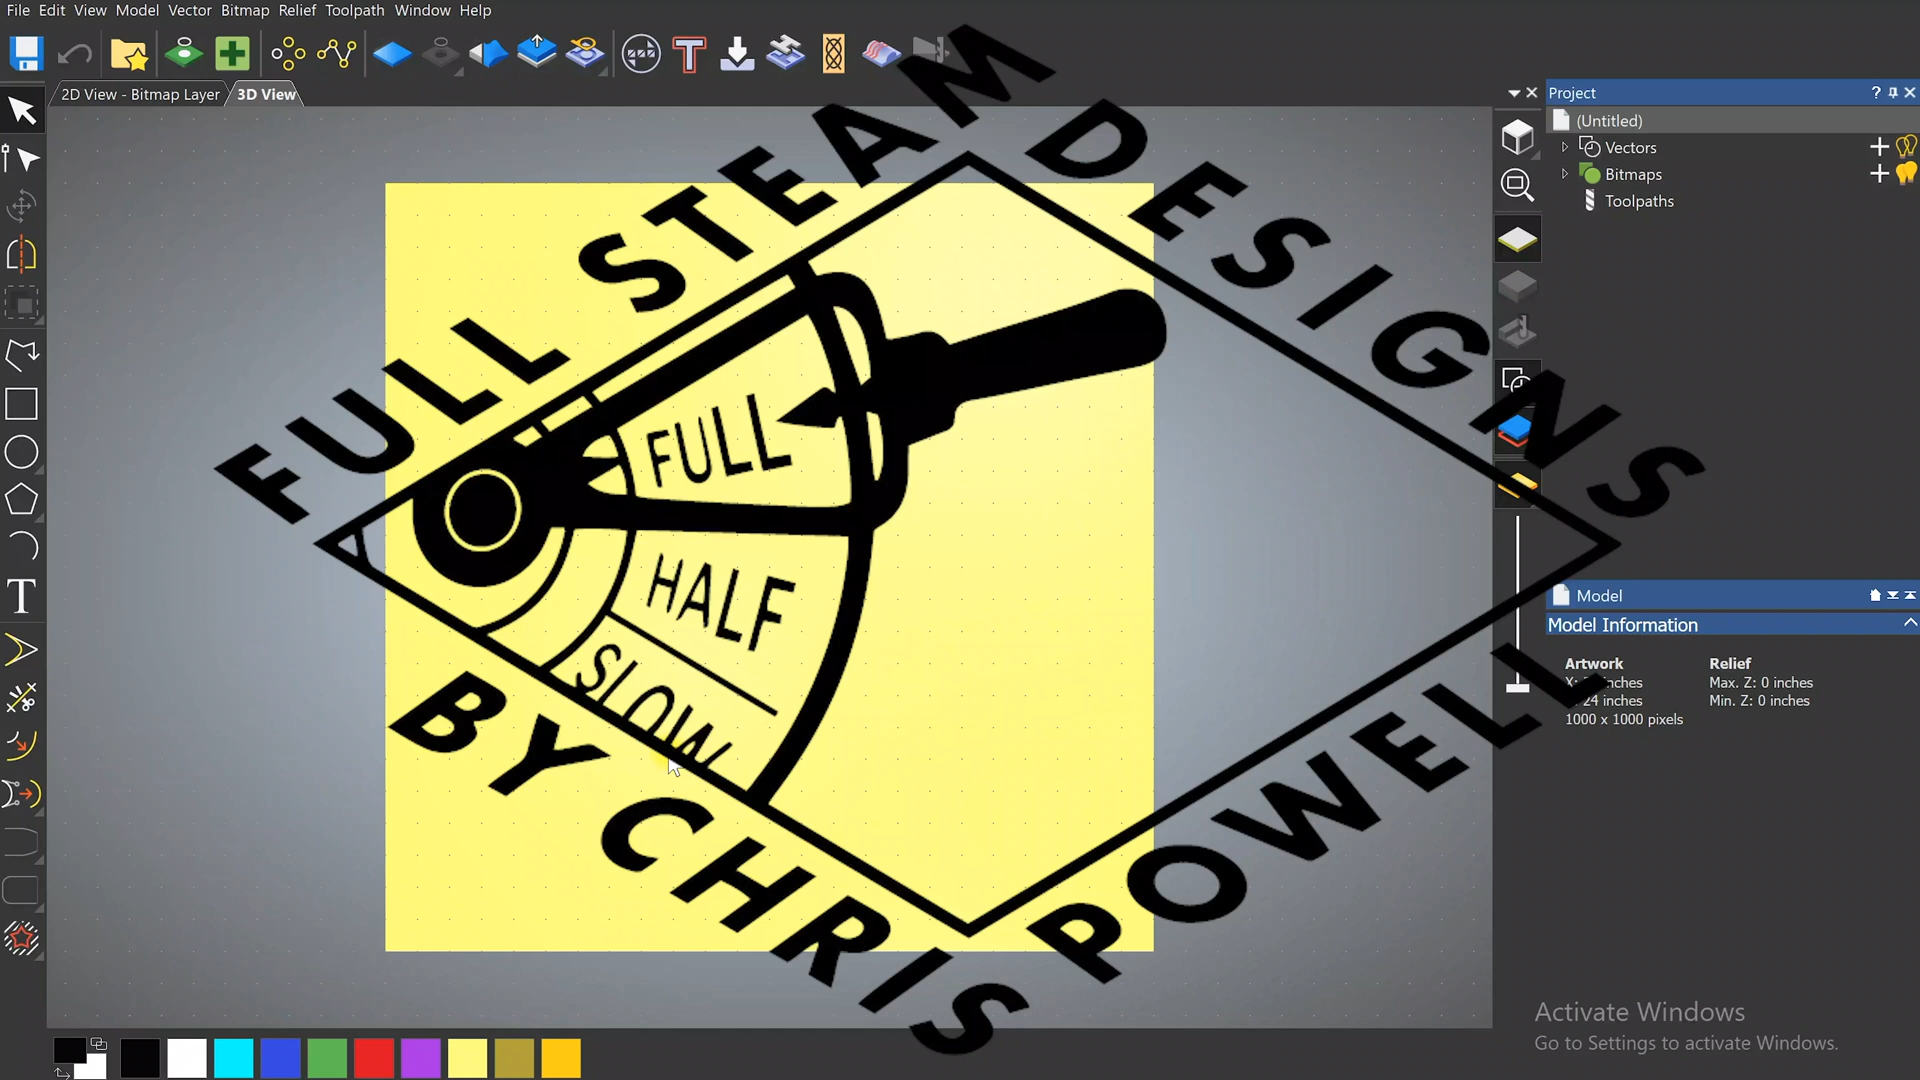 File Edit View Model Vector Bitmap Relief Toolpath Window Help
2D View - Bitmap Layer
3D View
Project
(Untitled)
Vectors
Bitmaps
Toolpaths
FULL STEAM DESIGNS
FULL
HALF
SLOW
BY CHRIS POWELL
Model
Model Information
Artwork
Relief
inches
Max. Z: 0 inches
24 inches
Min. Z: 0 inches
1000 x 1000 pixels
Activate Windows
Go to Settings to activate Windows.